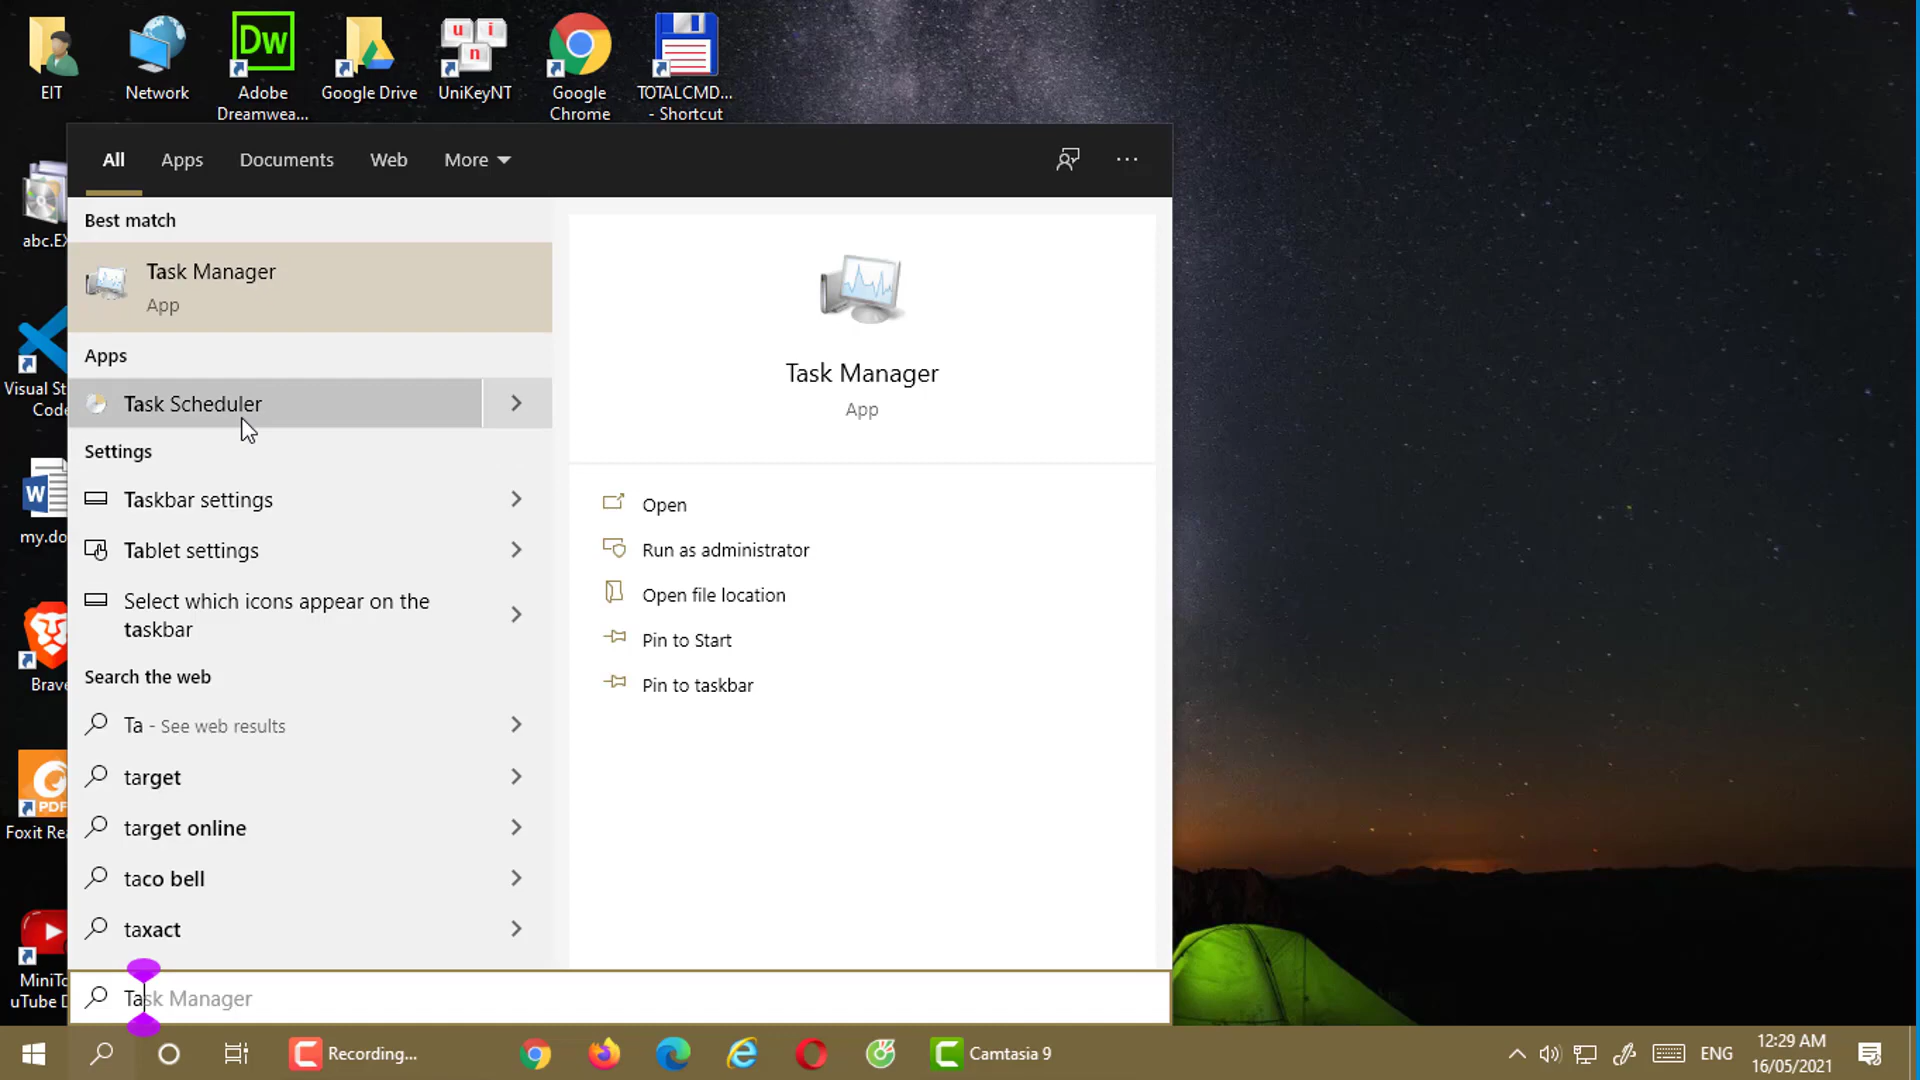 EIT
Network
Dw
Adobe
Dreamwea...
Google Drive
u i
n
UniKeyNT
Google
Chrome
TOTALCMD...
- Shortcut
abc.EX
Visual St
Code
W
my.do
Brave
PDF
Foxit Rea
MiniTo
uTube D
All
Apps
Documents
Web
More
Best match
Task Manager
App
Apps
Task Scheduler
Settings
Taskbar settings
Tablet settings
Select which icons appear on the
taskbar
Search the web
Ta - See web results
target
target online
taco bell
taxact
Task Manager
App
Open
Run as administrator
Open file location
Pin to Start
Pin to taskbar
Task Manager
Recording...
Camtasia 9
ENG
12:29 AM
16/05/2021